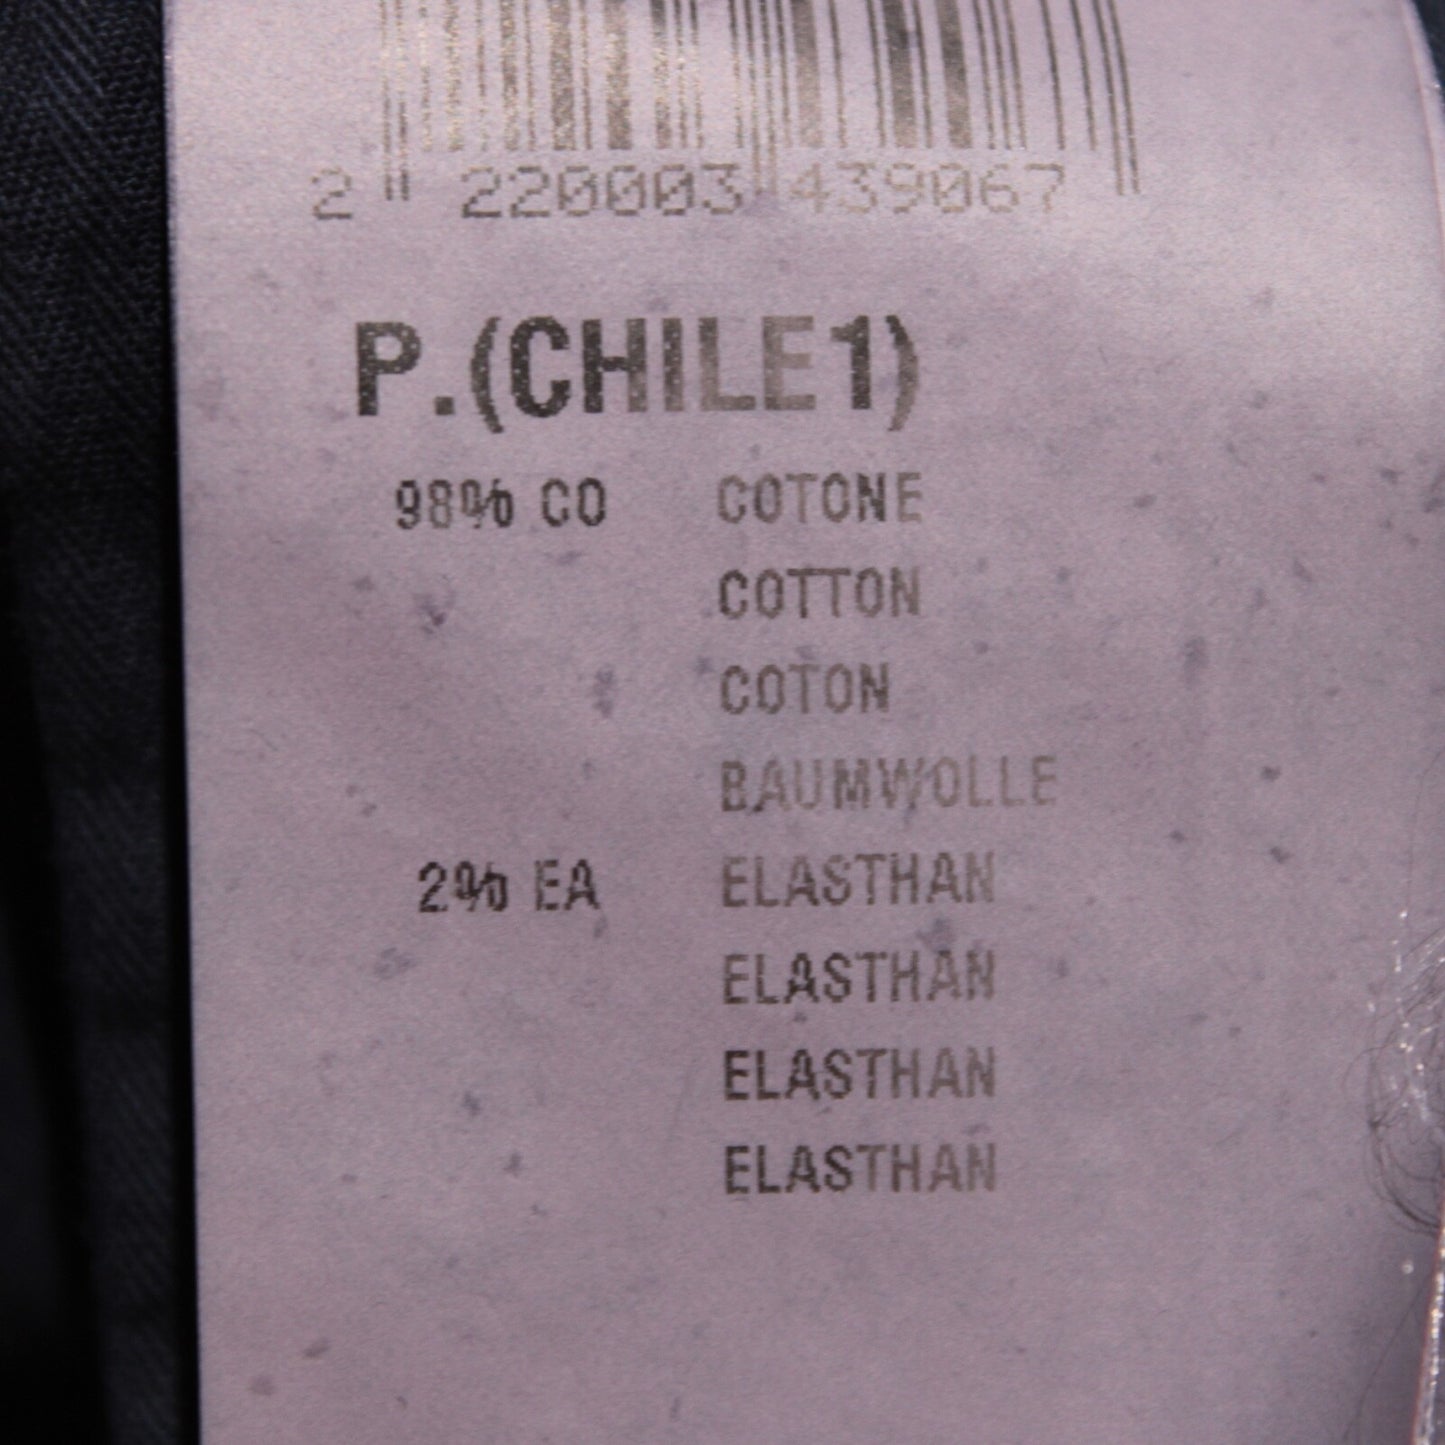 2 220003 439067
P.(CHILE1)
98% CO COTONE
COTTON
COTON
BAUMWOLLE
2% EA ELASTHAN
ELASTHAN
ELASTHAN
ELASTHAN